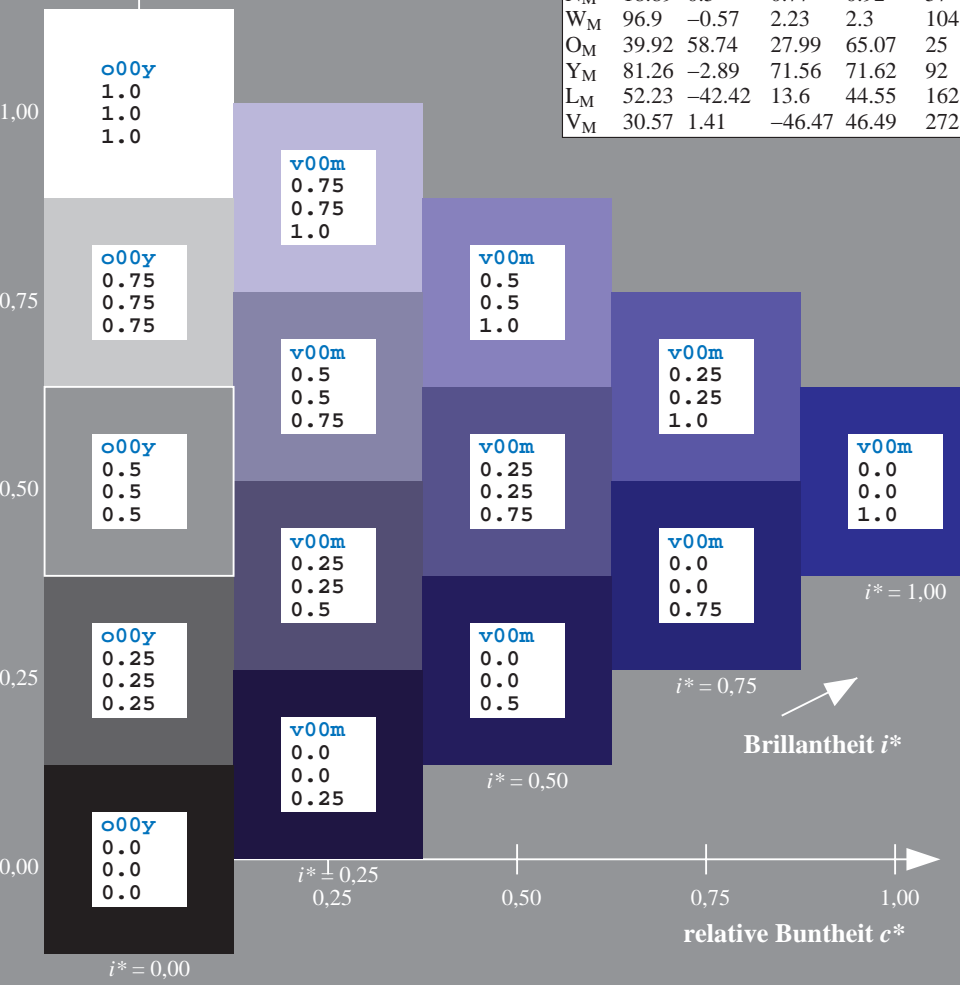 W_M 96.9 –0.57 2.23 2.3 104
O_M 39.92 58.74 27.99 65.07 25
Y_M 81.26 –2.89 71.56 71.62 92
L_M 52.23 –42.42 13.6 44.55 162
V_M 30.57 1.41 –46.47 46.49 272
1,00
0,75
0,50
0,25
0,00
o00y
1.0
1.0
1.0
o00y
0.75
0.75
0.75
o00y
0.5
0.5
0.5
o00y
0.25
0.25
0.25
o00y
0.0
0.0
0.0
i* = 0,00
v00m
0.75
0.75
1.0
v00m
0.5
0.5
0.75
v00m
0.25
0.25
0.5
v00m
0.0
0.0
0.25
i* = 0,25
v00m
0.5
0.5
1.0
v00m
0.25
0.25
0.75
v00m
0.0
0.0
0.5
i* = 0,50
v00m
0.25
0.25
1.0
v00m
0.0
0.0
0.75
i* = 0,75
v00m
0.0
0.0
1.0
i* = 1,00
Brillantheit i*
0,25 0,50 0,75 1,00
relative Buntheit c*